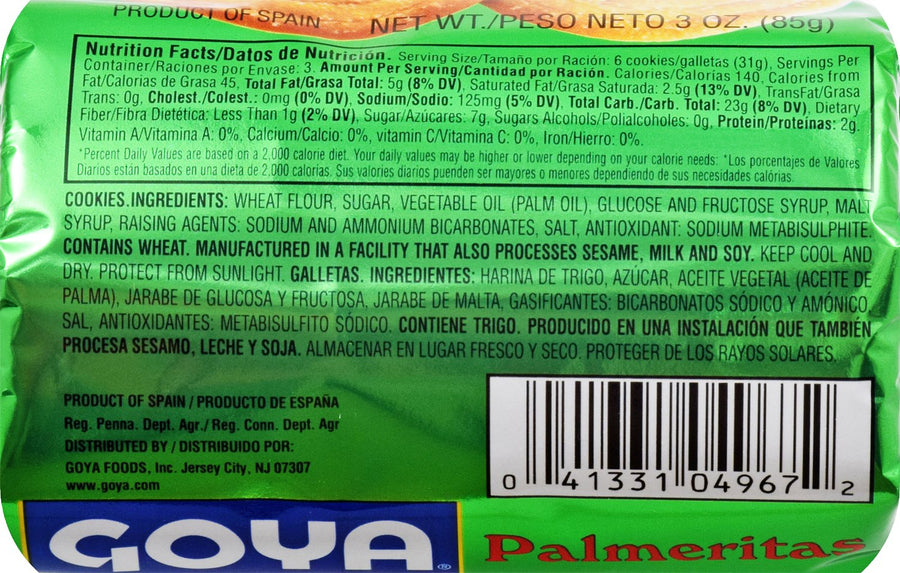 PRODUCT OF SPAIN
NET WT./PESO NETO 3 OZ. (85g)
Nutrition Facts/Datos de Nutrición. Serving Size/Tamaño por Ración: 6 cookies/galletas (31g), Servings Per
Container/Raciones por Envase: 3. Amount Per Serving/Cantidad por Ración. Calories/Calorías 140, Calories from
Fat/Calorías de Grasa 45, Total Fat/Grasa Total: 5g (8% DV), Saturated Fat/Grasa Saturada: 2.5g (13% DV), TransFat/Grasa
Trans: 0g, Cholest./Colest.: 0mg (0% DV), Sodium/Sodio: 125mg (5% DV), Total Carb./Carb. Total: 23g (8% DV), Dietary
Fiber/Fibra Dietética: Less Than 1g (2% DV), Sugar/Azúcares: 7g, Sugars Alcohols/Polialcoholes: 0g, Protein/Proteínas: 2g.
Vitamin A/Vitamina A: 0%, Calcium/Calcio: 0%, vitamin C/Vitamina C: 0%, Iron/Hierro: 0%.
*Percent Daily Values are based on a 2,000 calorie diet. Your daily values may be higher or lower depending on your calorie needs: *Los porcentajes de Valores
Diarios están basados en una dieta de 2,000 calorias. Sus valores diarios pueden ser mayores o menores dependiendo de sus necesidades calóricas.
COOKIES.INGREDIENTS: WHEAT FLOUR, SUGAR, VEGETABLE OIL (PALM OIL), GLUCOSE AND FRUCTOSE SYRUP, MALT
SYRUP, RAISING AGENTS: SODIUM AND AMMONIUM BICARBONATES, SALT, ANTIOXIDANT: SODIUM METABISULPHITE.
CONTAINS WHEAT. MANUFACTURED IN A FACILITY THAT ALSO PROCESSES SESAME, MILK AND SOY. KEEP COOL AND
DRY. PROTECT FROM SUNLIGHT. GALLETAS. INGREDIENTES: HARINA DE TRIGO, AZÚCAR, ACEITE VEGETAL (ACEITE DE
PALMA), JARABE DE GLUCOSA Y FRUCTOSA, JARABE DE MALTA, GASIFICANTES: BICARBONATOS SÓDICO Y AMÓNICO,
SAL, ANTIOXIDANTES: METABISULFITO SÓDICO. CONTIENE TRIGO. PRODUCIDO EN UNA INSTALACIÓN QUE TAMBIÉN
PROCESA SESAMO, LECHE Y SOJA. ALMACENAR EN LUGAR FRESCO Y SECO. PROTEGER DE LOS RAYOS SOLARES.
PRODUCT OF SPAIN / PRODUCTO DE ESPAÑA
Reg. Penna. Dept. Agr./ Reg. Conn. Dept. Agr
DISTRIBUTED BY / DISTRIBUIDO POR:
GOYA FOODS, Inc. Jersey City, NJ 07307
www.goya.com
0 41331 04967 2
GOYA®
Palmeritas